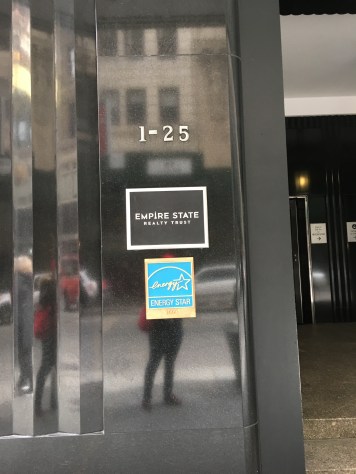 1-25
EMPIRE STATE
REALTY TRUST
energy
ENERGY STAR